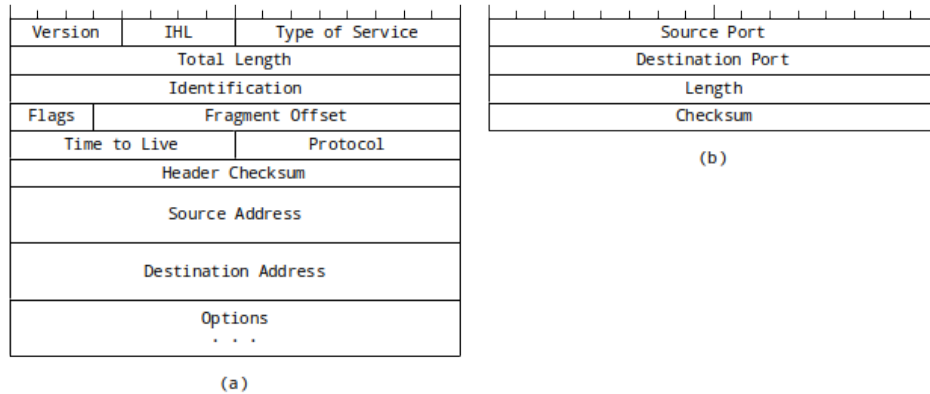 Version IHL Type of Service
Total Length
Identification
Flags Fragment Offset
Time to Live Protocol
Header Checksum
Source Address
Destination Address
Options
. . .
(a)
Source Port
Destination Port
Length
Checksum
(b)